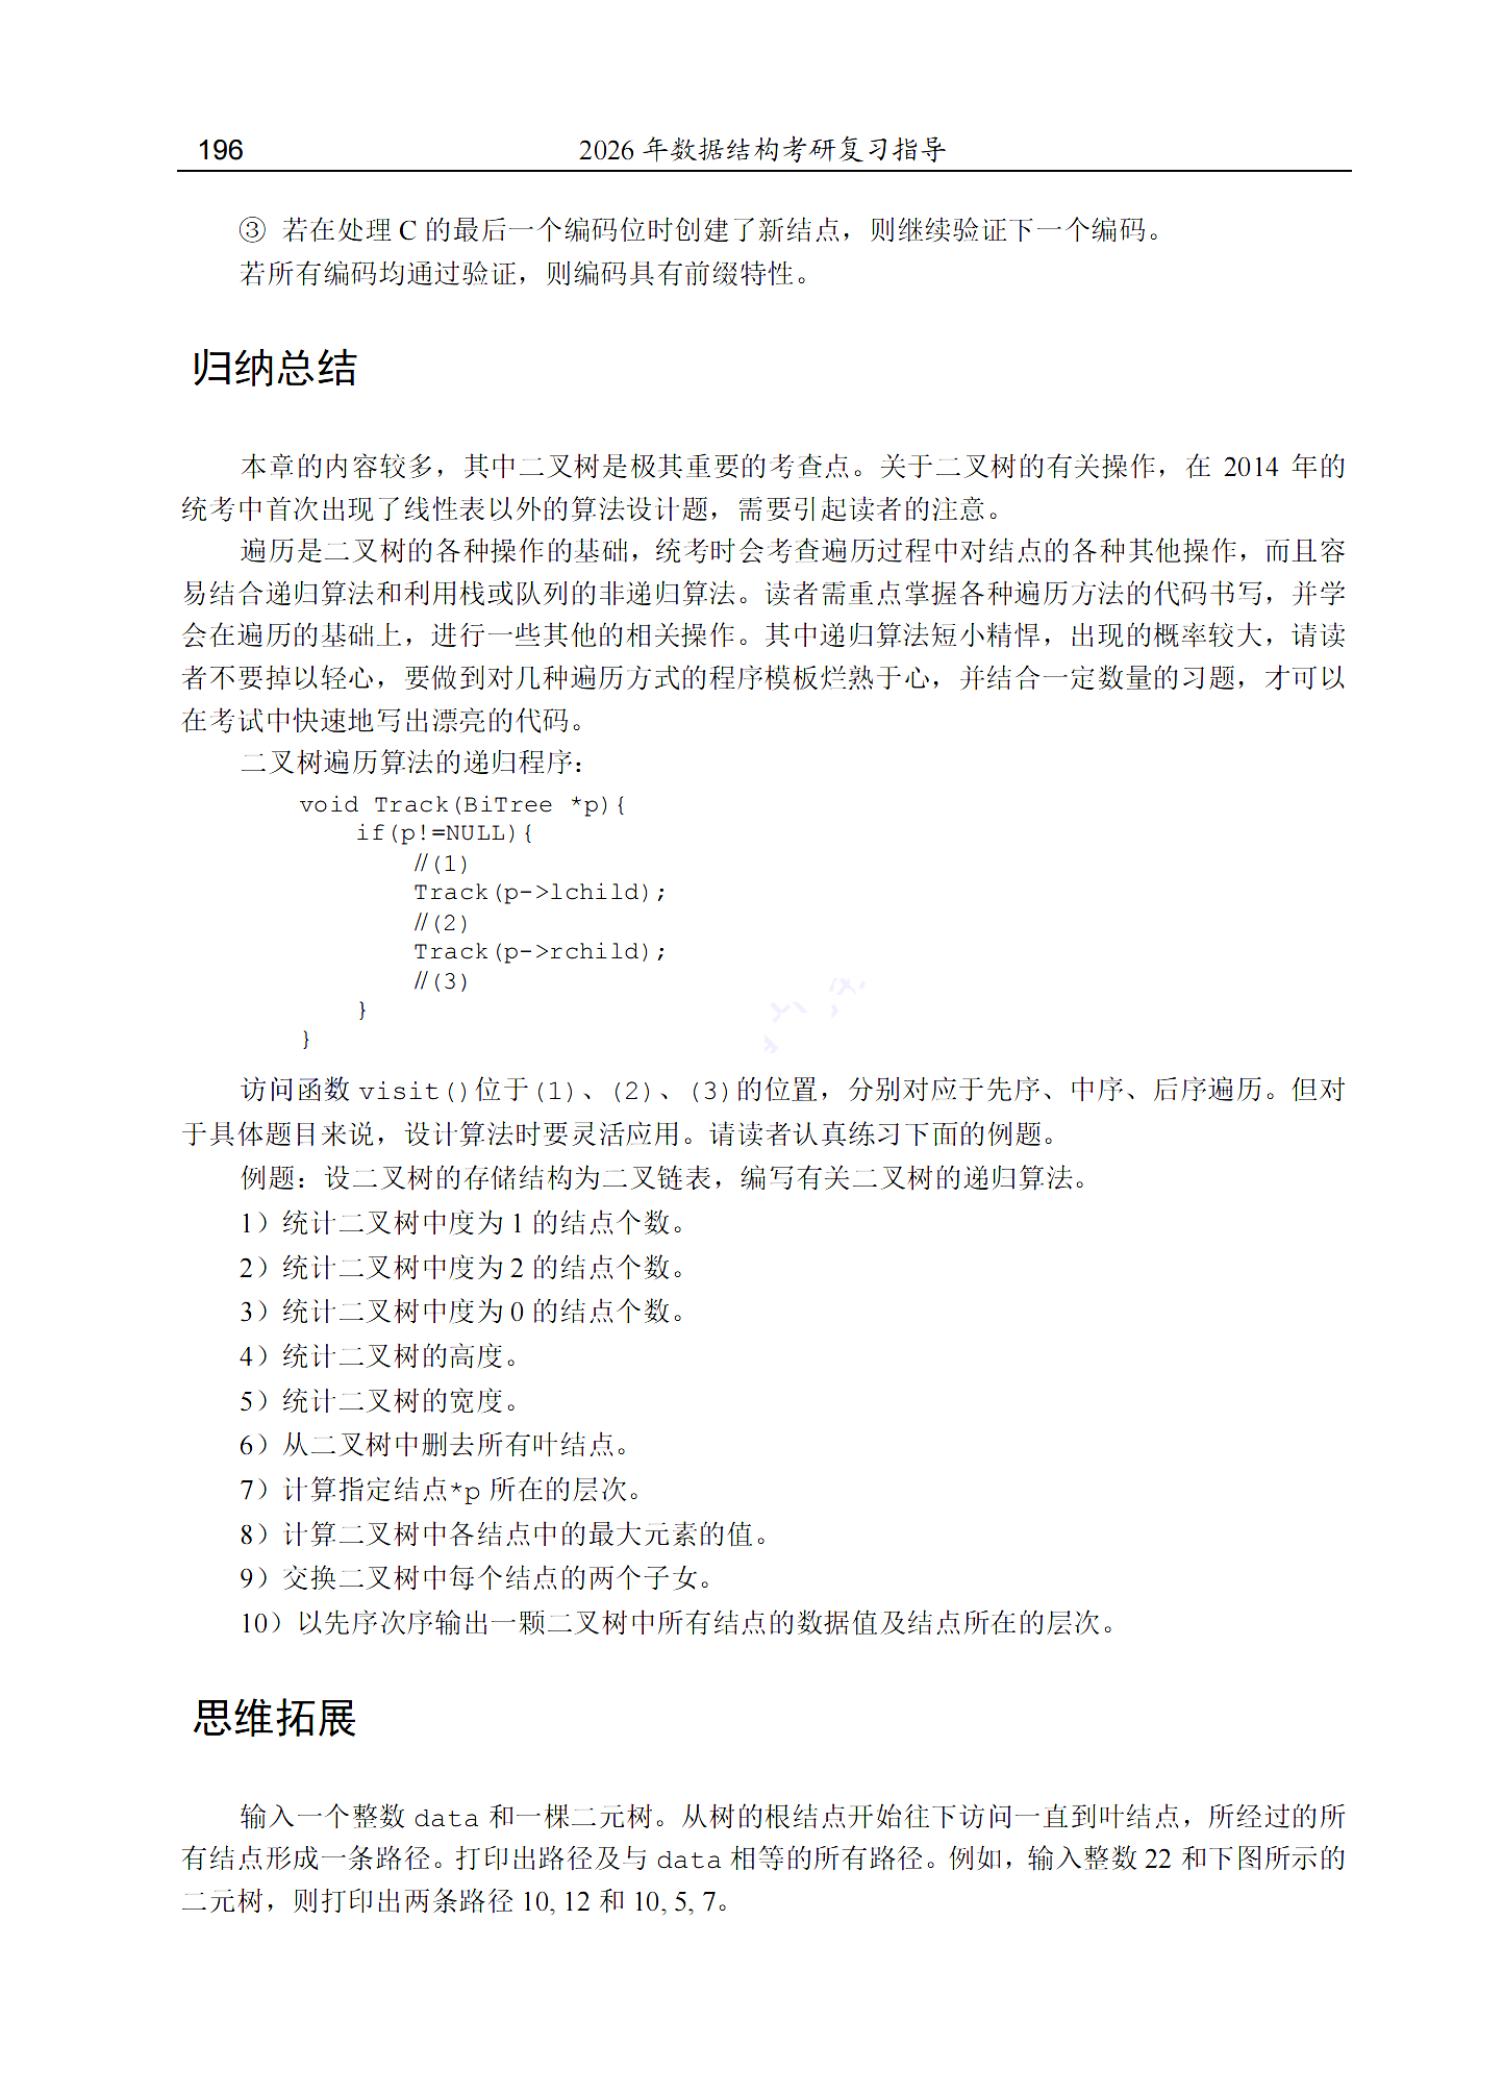 196
2026 年数据结构考研复习指导
③ 若在处理 C 的最后一个编码位时创建了新结点，则继续验证下一个编码。
若所有编码均通过验证，则编码具有前缀特性。
归纳总结
本章的内容较多，其中二叉树是极其重要的考查点。关于二叉树的有关操作，在 2014 年的
统考中首次出现了线性表以外的算法设计题，需要引起读者的注意。
遍历是二叉树的各种操作的基础，统考时会考查遍历过程中对结点的各种其他操作，而且容
易结合递归算法和利用栈或队列的非递归算法。读者需重点掌握各种遍历方法的代码书写，并学
会在遍历的基础上，进行一些其他的相关操作。其中递归算法短小精悍，出现的概率较大，请读
者不要掉以轻心，要做到对几种遍历方式的程序模板烂熟于心，并结合一定数量的习题，才可以
在考试中快速地写出漂亮的代码。
二叉树遍历算法的递归程序：
void Track(BiTree *p){
if(p!=NULL){
//(1)
Track(p->lchild);
//(2)
Track(p->rchild);
//(3)
}
}
访问函数 visit()位于(1)、(2)、(3)的位置，分别对应于先序、中序、后序遍历。但对
于具体题目来说，设计算法时要灵活应用。请读者认真练习下面的例题。
例题：设二叉树的存储结构为二叉链表，编写有关二叉树的递归算法。
1）统计二叉树中度为 1 的结点个数。
2）统计二叉树中度为 2 的结点个数。
3）统计二叉树中度为 0 的结点个数。
4）统计二叉树的高度。
5）统计二叉树的宽度。
6）从二叉树中删去所有叶结点。
7）计算指定结点*p 所在的层次。
8）计算二叉树中各结点中的最大元素的值。
9）交换二叉树中每个结点的两个子女。
10）以先序次序输出一颗二叉树中所有结点的数据值及结点所在的层次。
思维拓展
输入一个整数 data 和一棵二元树。从树的根结点开始往下访问一直到叶结点，所经过的所
有结点形成一条路径。打印出路径及与 data 相等的所有路径。例如，输入整数 22 和下图所示的
二元树，则打印出两条路径 10, 12 和 10, 5, 7。